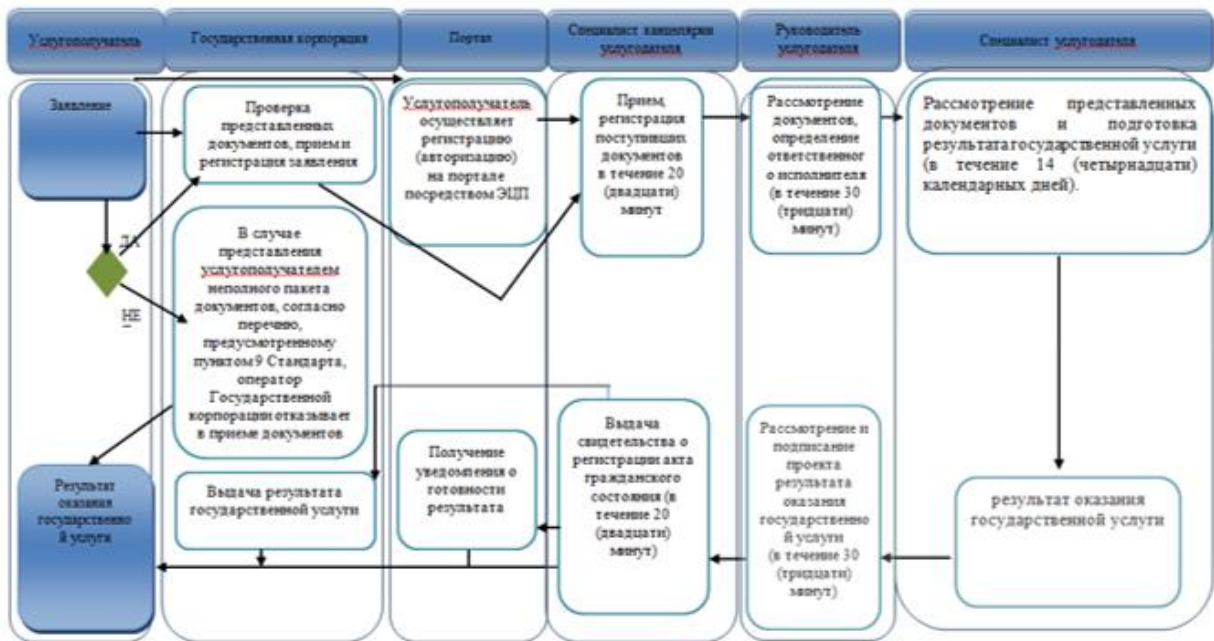 Услугополучатель
Государственная корпорация
Портал
Специалист канцелярии
услугодателя
Руководитель
услугодателя
Специалист услугодателя
Заявление
Проверка
представленных
документов, прием и
регистрация заявления
Услугополучатель
осуществляет
регистрацию
(авторизацию)
на портале
посредством ЭЦП
Прием,
регистрация
поступивших
документов
в течение 20
(двадцати)
минут
Рассмотрение
документов,
определение
ответственног
о исполнителя
(в течение 30
(тридцати)
минут)
Рассмотрение представленных
документов и подготовка
результата государственной услуги
(в течение 14 (четырнадцати)
календарных дней).
ДА
НЕ
В случае
представления
услугополучателем
неполного пакета
документов, согласно
перечню,
предусмотренному
пунктом 9 Стандарта,
оператор
Государственной
корпорации отказывает
в приеме документов
Результат
оказания
государственно
й услуги
Выдача результата
государственной услуги
Получение
уведомления о
готовности
результата
Выдача
свидетельства о
регистрации акта
гражданского
состояния (в
течение 20
(двадцати)
минут)
Рассмотрение и
подписание
проекта
результата
оказания
государственно
й услуги
(в течение 30
(тридцати)
минут)
результат оказания
государственной услуги